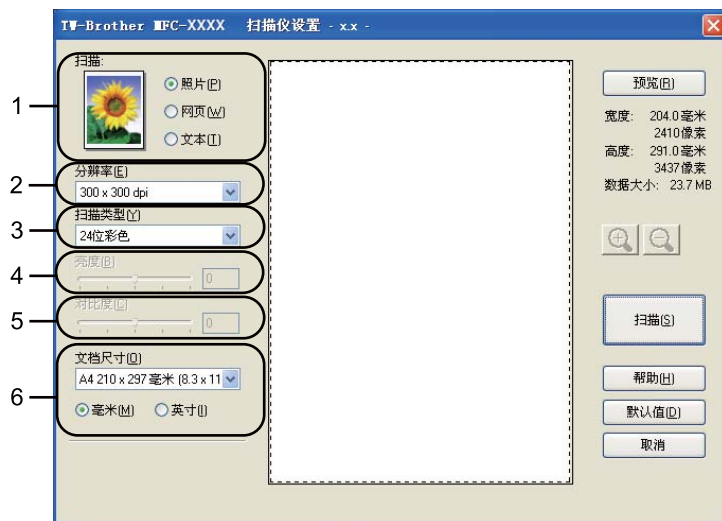 TW-Brother MFC-XXXX 扫描仪设置 - x.x -
1
扫描:
照片(P)
网页(W)
文本(T)
2
分辨率(E)
300 x 300 dpi
3
扫描类型(Y)
24位彩色
4
亮度(B)
0
5
对比度(C)
0
6
文档尺寸(O)
A4 210 x 297 毫米 (8.3 x 11
毫米(M) 英寸(I)
预览(R)
宽度: 204.0 毫米
2410 像素
高度: 291.0 毫米
3437 像素
数据大小: 23.7 MB
扫描(S)
帮助(H)
默认值(D)
取消